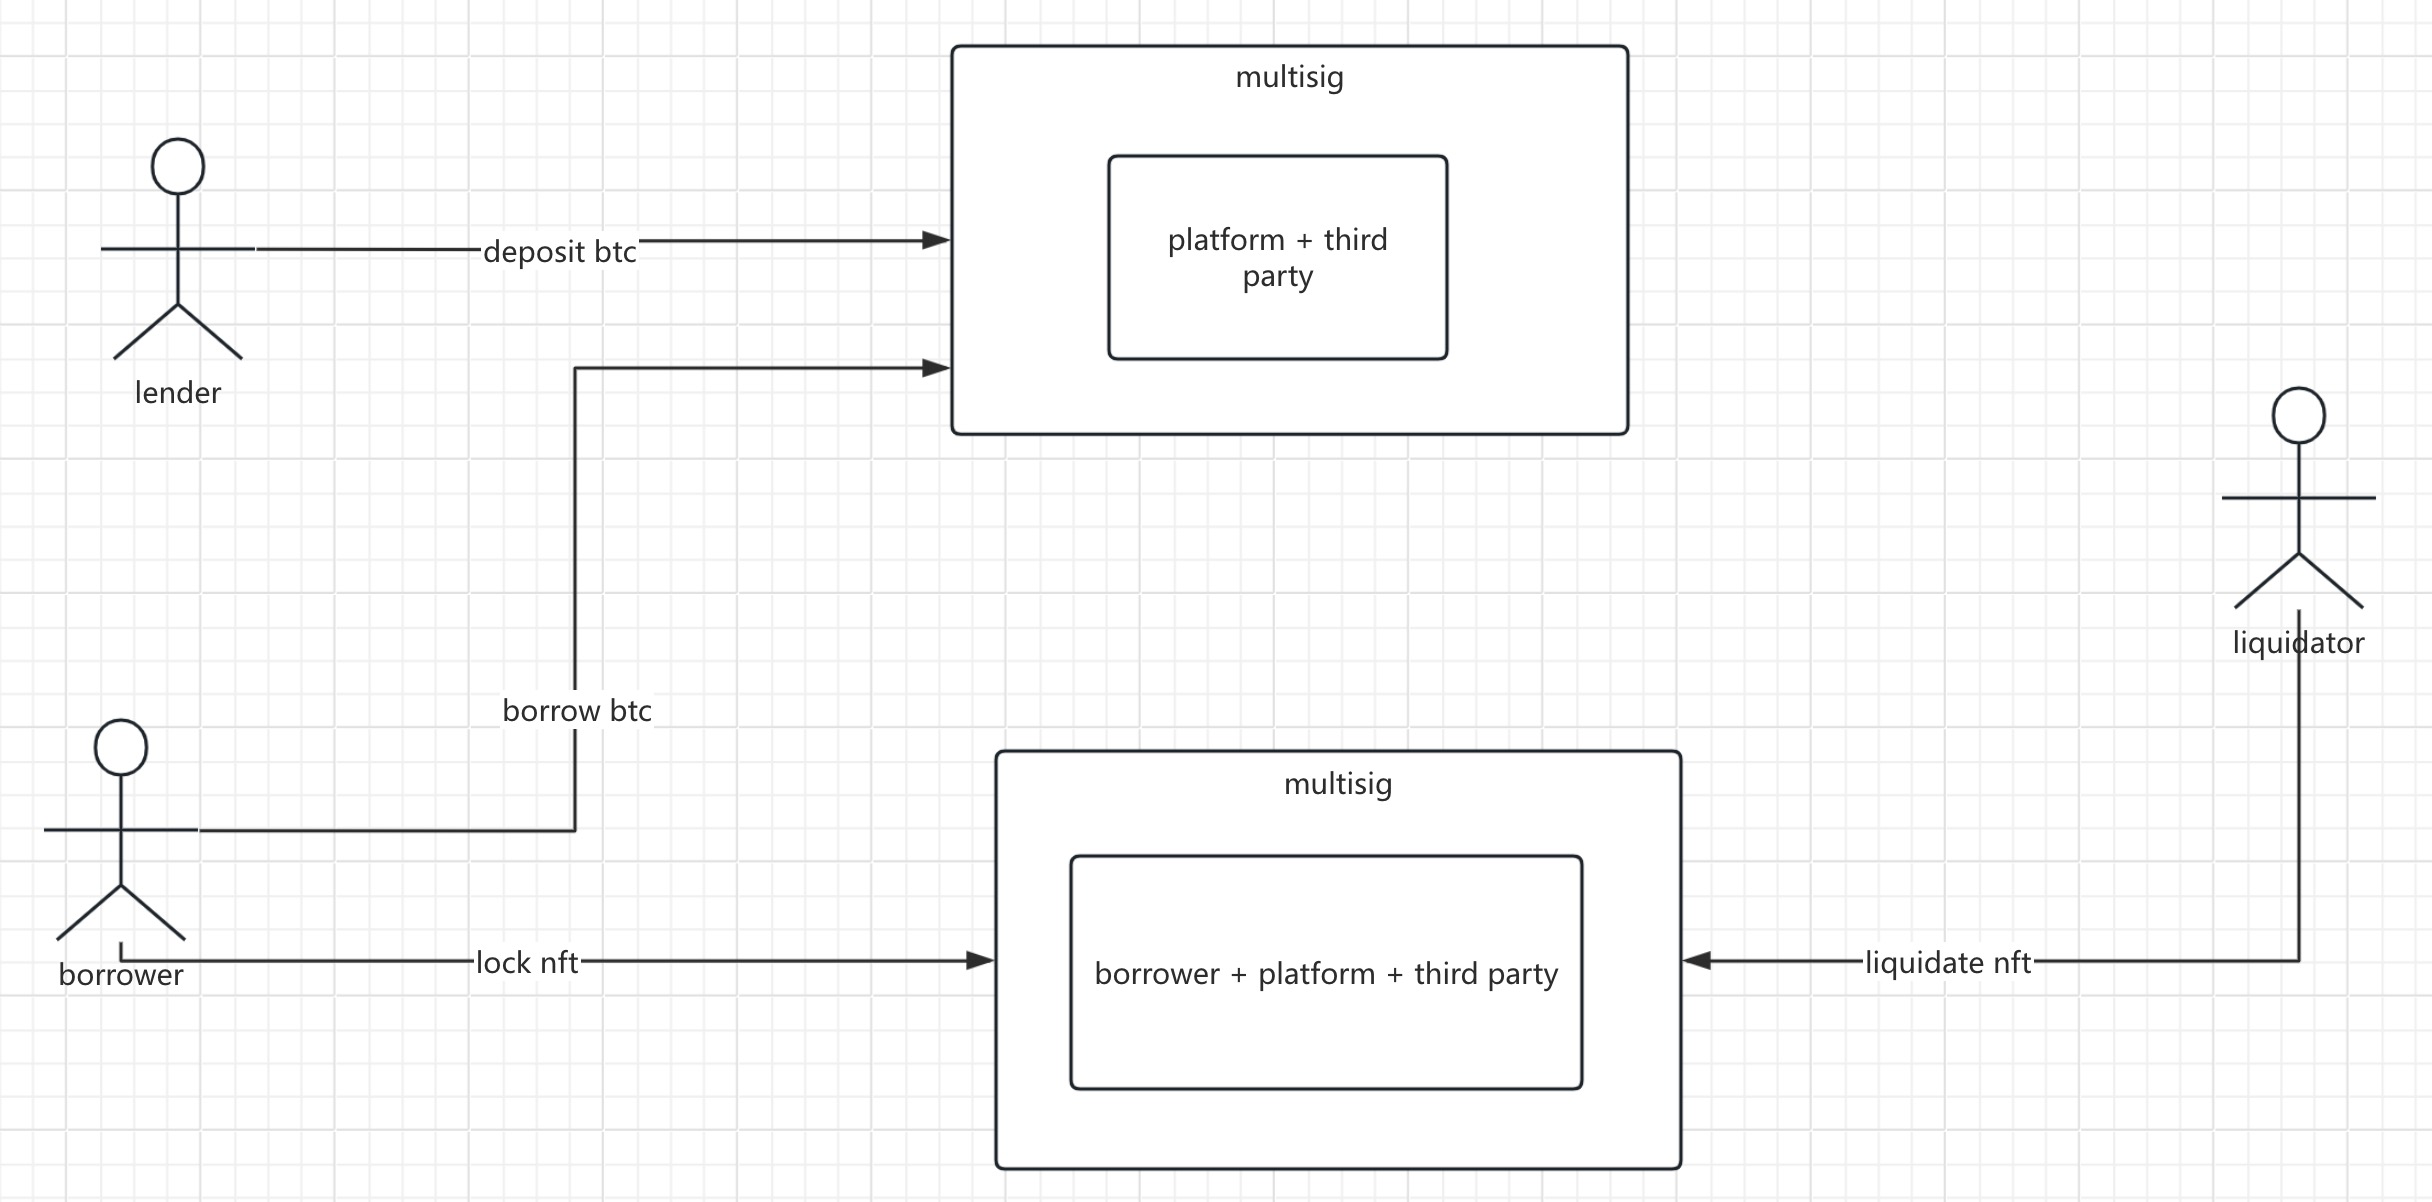 multisig
platform + third
party
deposit btc
lender
borrow btc
liquidator
multisig
borrower + platform + third party
borrower
lock nft
liquidate nft